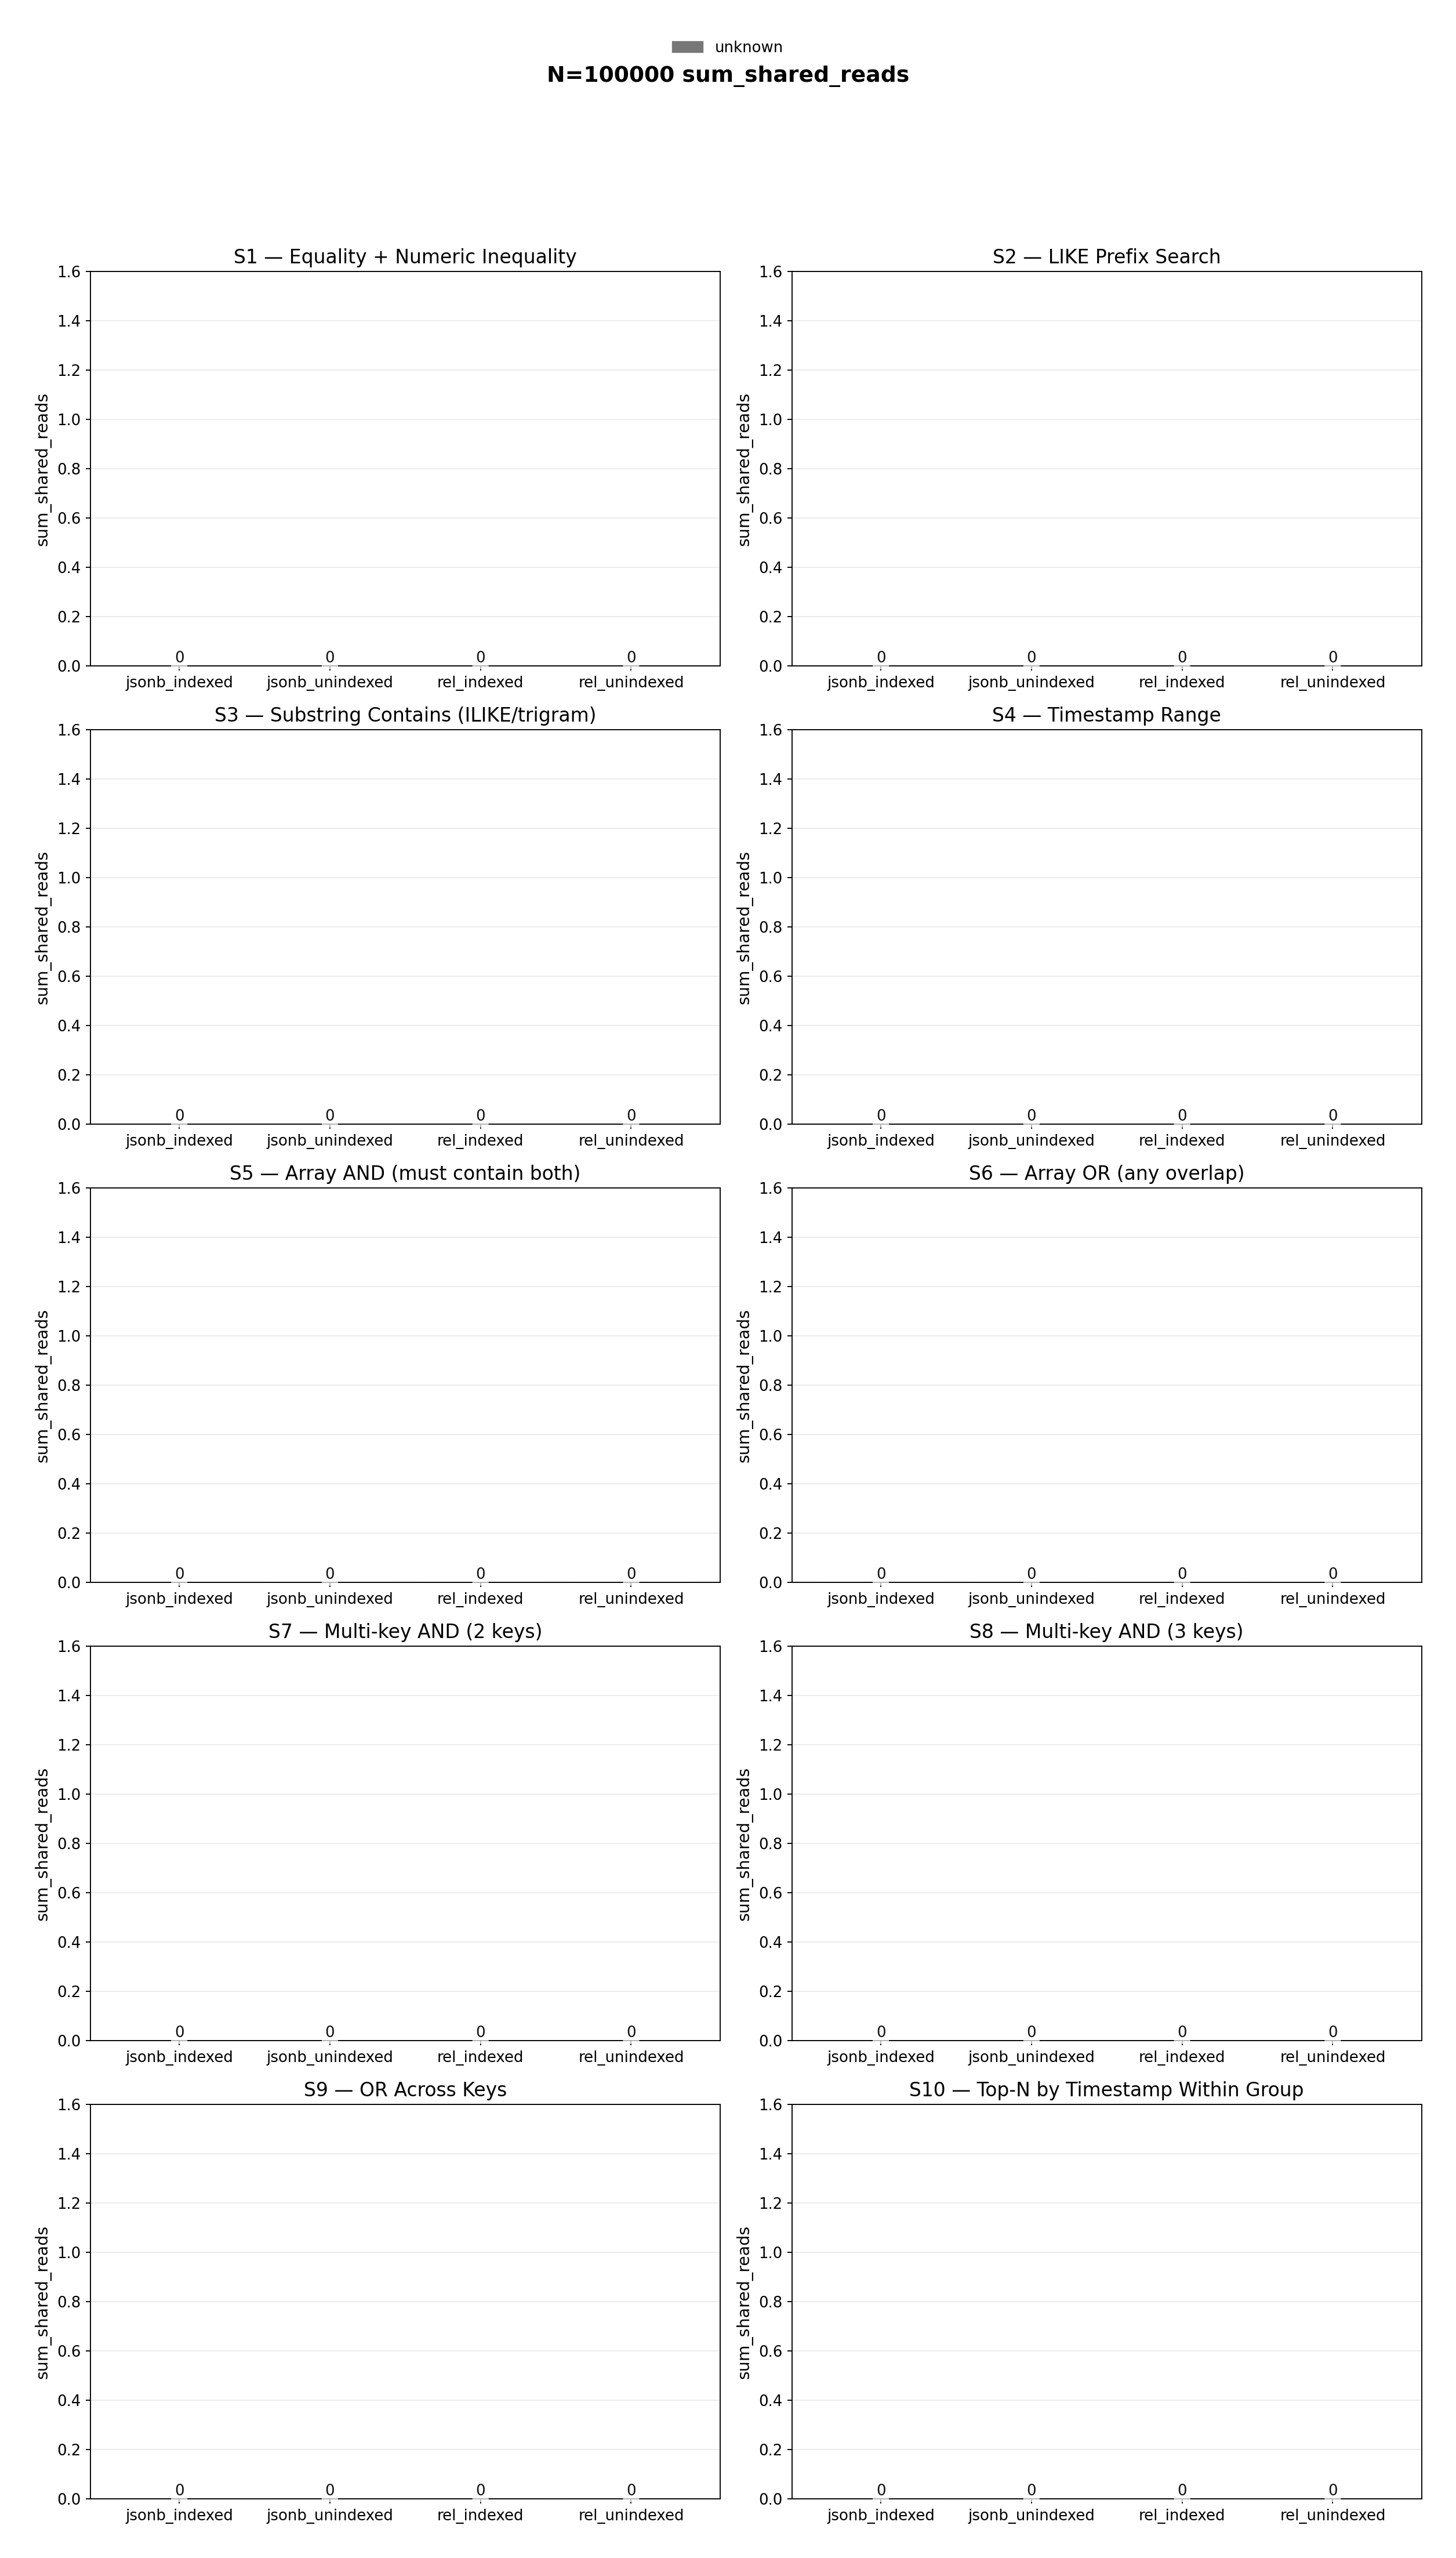 unknown
N=100000 sum_shared_reads
S1 — Equality + Numeric Inequality
sum_shared_reads
1.6
1.4
1.2
1.0
0.8
0.6
0.4
0.2
0.0
0 0 0 0
jsonb_indexed jsonb_unindexed rel_indexed rel_unindexed
S2 — LIKE Prefix Search
sum_shared_reads
1.6
1.4
1.2
1.0
0.8
0.6
0.4
0.2
0.0
0 0 0 0
jsonb_indexed jsonb_unindexed rel_indexed rel_unindexed
S3 — Substring Contains (ILIKE/trigram)
sum_shared_reads
1.6
1.4
1.2
1.0
0.8
0.6
0.4
0.2
0.0
0 0 0 0
jsonb_indexed jsonb_unindexed rel_indexed rel_unindexed
S4 — Timestamp Range
sum_shared_reads
1.6
1.4
1.2
1.0
0.8
0.6
0.4
0.2
0.0
0 0 0 0
jsonb_indexed jsonb_unindexed rel_indexed rel_unindexed
S5 — Array AND (must contain both)
sum_shared_reads
1.6
1.4
1.2
1.0
0.8
0.6
0.4
0.2
0.0
0 0 0 0
jsonb_indexed jsonb_unindexed rel_indexed rel_unindexed
S6 — Array OR (any overlap)
sum_shared_reads
1.6
1.4
1.2
1.0
0.8
0.6
0.4
0.2
0.0
0 0 0 0
jsonb_indexed jsonb_unindexed rel_indexed rel_unindexed
S7 — Multi-key AND (2 keys)
sum_shared_reads
1.6
1.4
1.2
1.0
0.8
0.6
0.4
0.2
0.0
0 0 0 0
jsonb_indexed jsonb_unindexed rel_indexed rel_unindexed
S8 — Multi-key AND (3 keys)
sum_shared_reads
1.6
1.4
1.2
1.0
0.8
0.6
0.4
0.2
0.0
0 0 0 0
jsonb_indexed jsonb_unindexed rel_indexed rel_unindexed
S9 — OR Across Keys
sum_shared_reads
1.6
1.4
1.2
1.0
0.8
0.6
0.4
0.2
0.0
0 0 0 0
jsonb_indexed jsonb_unindexed rel_indexed rel_unindexed
S10 — Top-N by Timestamp Within Group
sum_shared_reads
1.6
1.4
1.2
1.0
0.8
0.6
0.4
0.2
0.0
0 0 0 0
jsonb_indexed jsonb_unindexed rel_indexed rel_unindexed